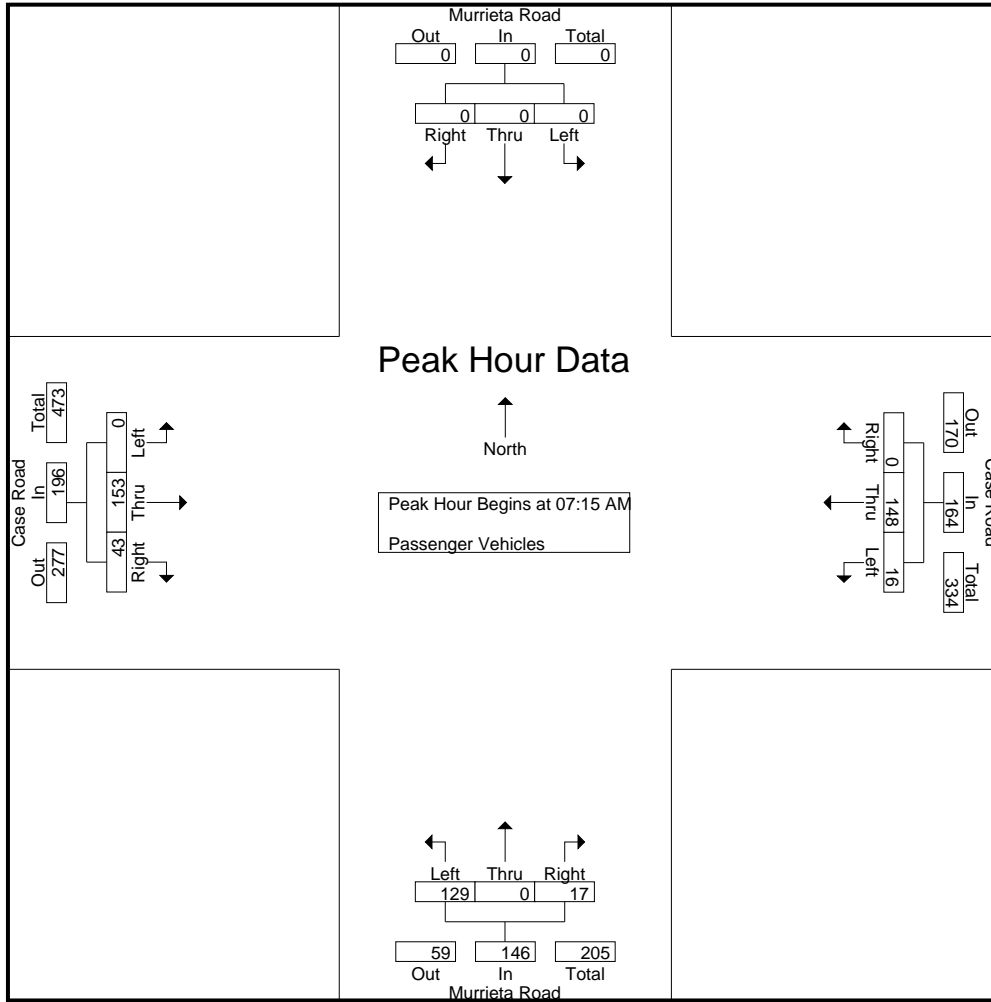 Murrieta Road
Out In Total
0 0 0
0 0 0
Right Thru Left
Peak Hour Data
North
Peak Hour Begins at 07:15 AM
Passenger Vehicles
Case Road
Total In Out
473 196 277
0 153 43
Left Thru Right
Case Road
Out In Total
170 164 334
0 148 16
Right Thru Left
Left Thru Right
129 0 17
59 146 205
Out In Total
Murrieta Road